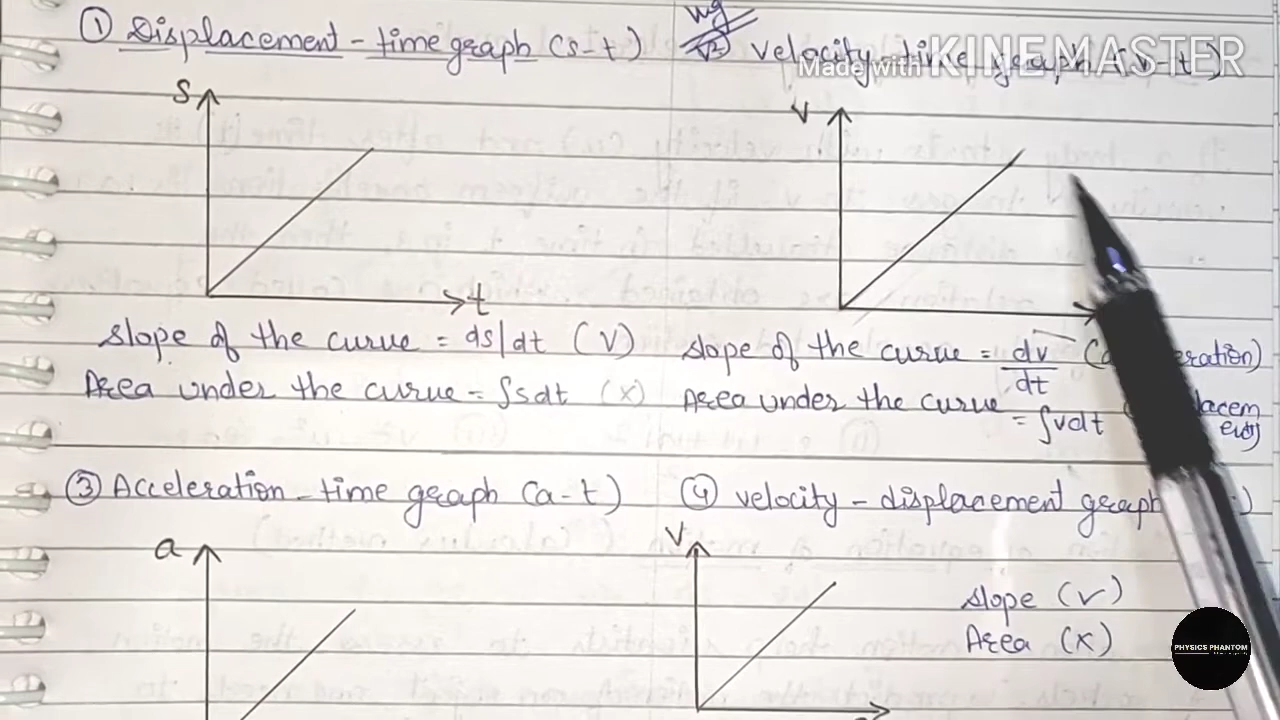 ① Displacement - time graph (s-t)
② Velocity - time graph (v-t)
Made with KINEMASTER
S
t
V
slope of the curve = ds/dt (V)
Area under the curve = ∫sdt (X)
slope of the curve = dv/dt
Area under the curve
= ∫vdt
③ Acceleration - time graph (a-t)
④ velocity - displacement graph
a
V
slope (✓)
Area (X)
PHYSICS PHANTOM